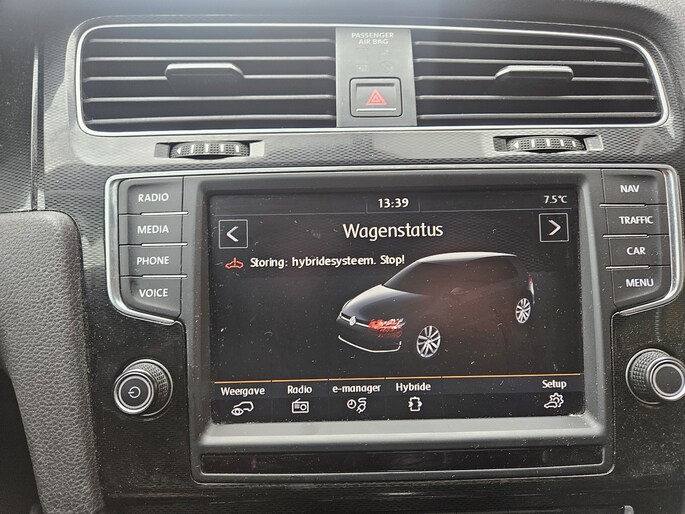 PASSENGER
AIR BAG
RADIO
MEDIA
PHONE
VOICE
13:39
7.5°C
Wagenstatus
Storing: hybridesysteem. Stop!
Weergave
Radio
e-manager
Hybride
Setup
NAV
TRAFFIC
CAR
MENU